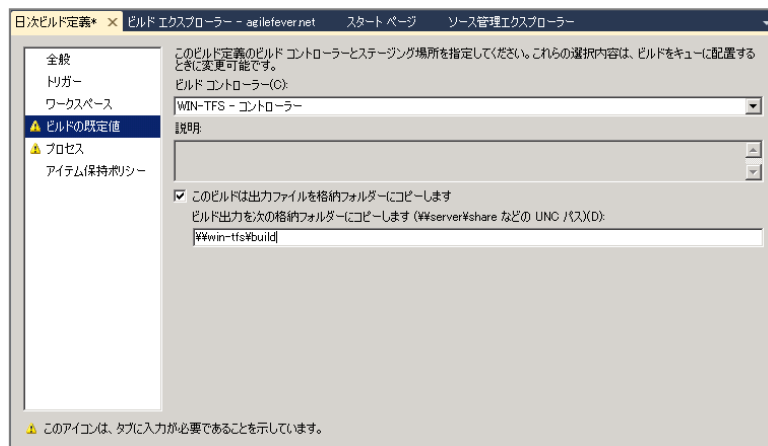 日次ビルド定義* × ビルド エクスプローラー - agilefever.net スタート ページ ソース管理エクスプローラー
全般
トリガー
ワークスペース
ビルドの既定値
プロセス
アイテム保持ポリシー
このビルド定義のビルド コントローラーとステージング場所を指定してください。これらの選択内容は、ビルドをキューに配置する
ときに変更可能です。
ビルド コントローラー(C):
WIN-TFS - コントローラー
説明:
このビルドは出力ファイルを格納フォルダーにコピーします
ビルド出力を次の格納フォルダーにコピーします (¥¥server¥share などの UNC パス)(D):
¥¥win-tfs¥build
このアイコンは、タブに入力が必要であることを示しています。